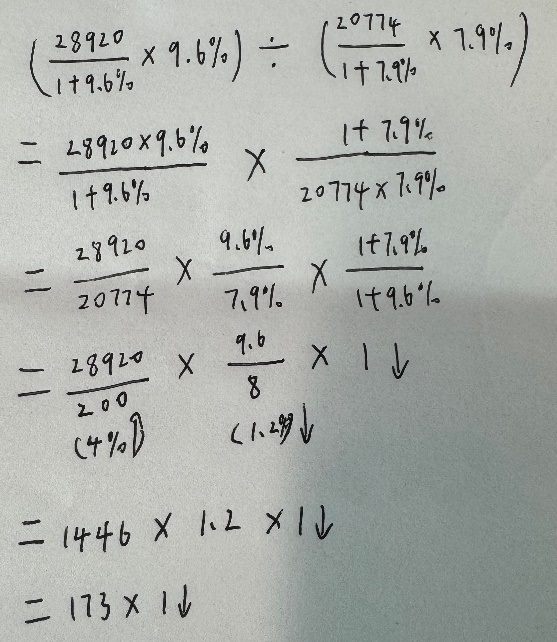 (28920/(1+9.6%) × 9.6%) ÷ (20774/(1+7.9%) × 7.9%)
= (28920×9.6%)/(1+9.6%) × (1+7.9%)/(20774×7.9%)
= 28920/20774 × 9.6%/7.9% × (1+7.9%)/(1+9.6%)
= 28920/200 × 9.6/8 × 1↓
(4%)↑ (1.2%)↓
= 1446 × 1.2 × 1↓
= 173 × 1↓